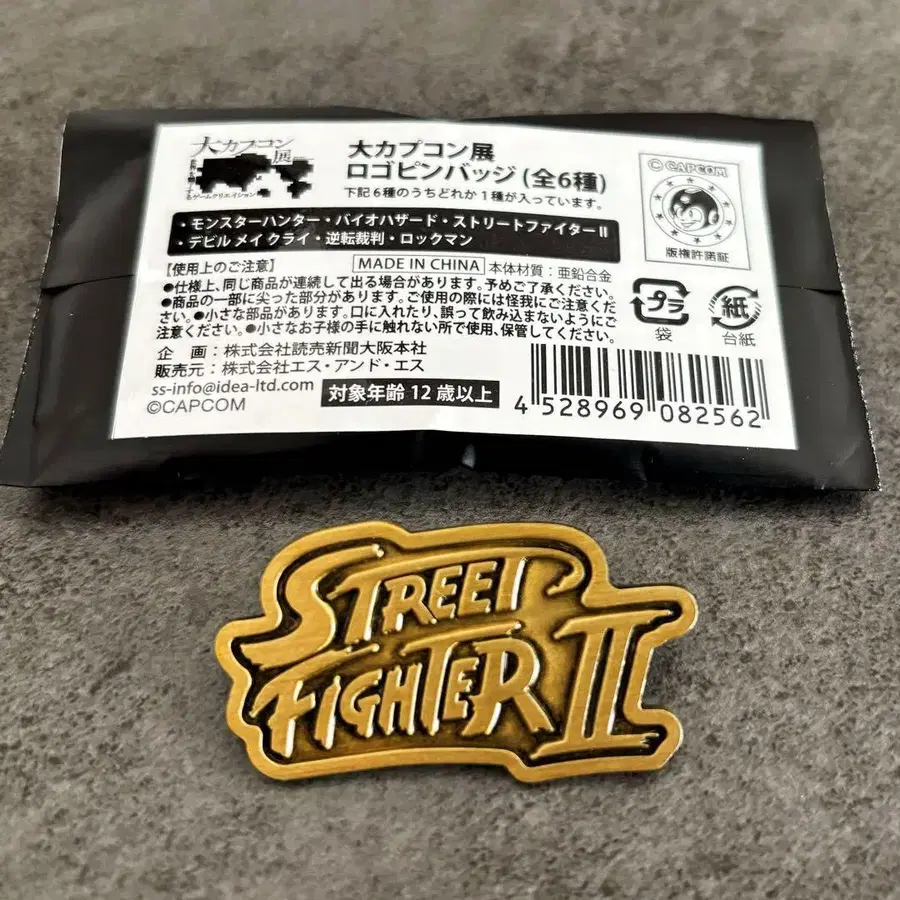 大カプコン展
ゲームクリエイション
大カプコン展
ロゴピンバッジ (全6種)
下記6種のうちどれか1種が入っています。
・モンスターハンター・バイオハザード・ストリートファイターII
・デビル メイ クライ・逆転裁判・ロックマン
【使用上のご注意】
MADE IN CHINA 本体材質:亜鉛合金
●仕様上、同じ商品が連続して出る場合があります。予めご了承ください。
●商品の一部に尖った部分があります。ご使用の際には怪我にご注意くだ
さい。●小さな部品があります。口に入れたり、誤って飲み込まないようにご
注意ください。●小さなお子様の手に触れない所で使用、保管してください。
企 画:株式会社読売新聞大阪本社
販売元:株式会社エス・アンド・エス
ss-info@idea-ltd.com
対象年齢 12歳以上
©CAPCOM
© CAPCOM
版権許諾証
プラ
袋
紙
台紙
4 528969 082562
STREET
FIGHTER II